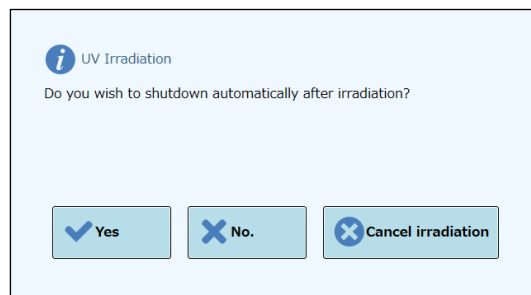 UV Irradiation
Do you wish to shutdown automatically after irradiation?
Yes
No.
Cancel irradiation